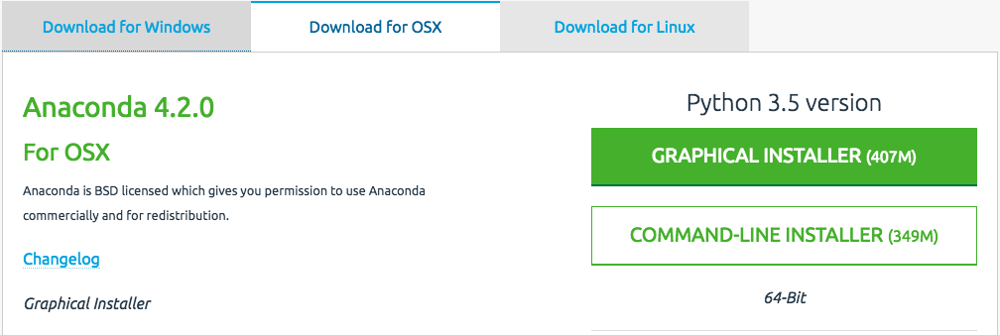 Download for Windows
Download for OSX
Download for Linux
Anaconda 4.2.0
For OSX
Anaconda is BSD licensed which gives you permission to use Anaconda
commercially and for redistribution.
Changelog
Graphical Installer
Python 3.5 version
GRAPHICAL INSTALLER (407M)
COMMAND-LINE INSTALLER (349M)
64-Bit